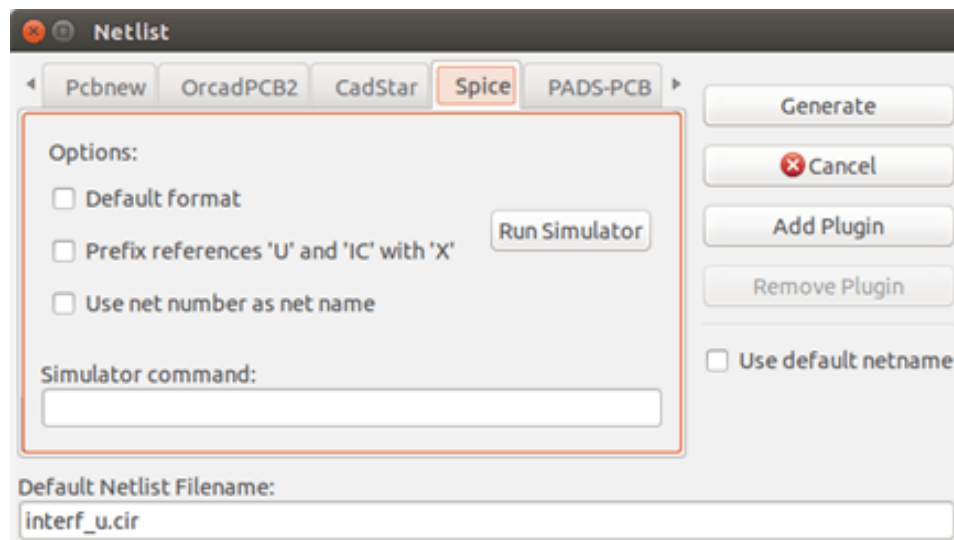 Netlist
Pcbnew OrcadPCB2 CadStar Spice PADS-PCB
Generate
Options:
Cancel
Default format
Add Plugin
Run Simulator
Prefix references 'U' and 'IC' with 'X'
Remove Plugin
Use net number as net name
Use default netname
Simulator command:
Default Netlist Filename:
interf_u.cir